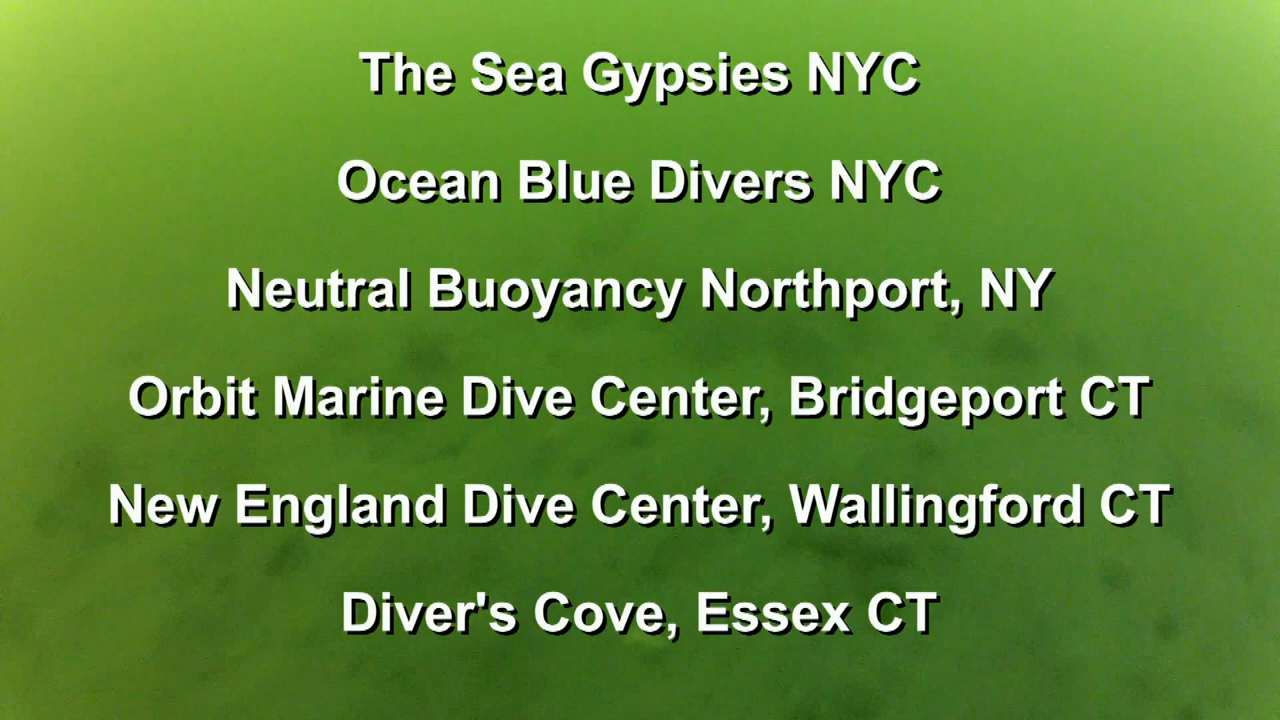 The Sea Gypsies NYC
Ocean Blue Divers NYC
Neutral Buoyancy Northport, NY
Orbit Marine Dive Center, Bridgeport CT
New England Dive Center, Wallingford CT
Diver's Cove, Essex CT